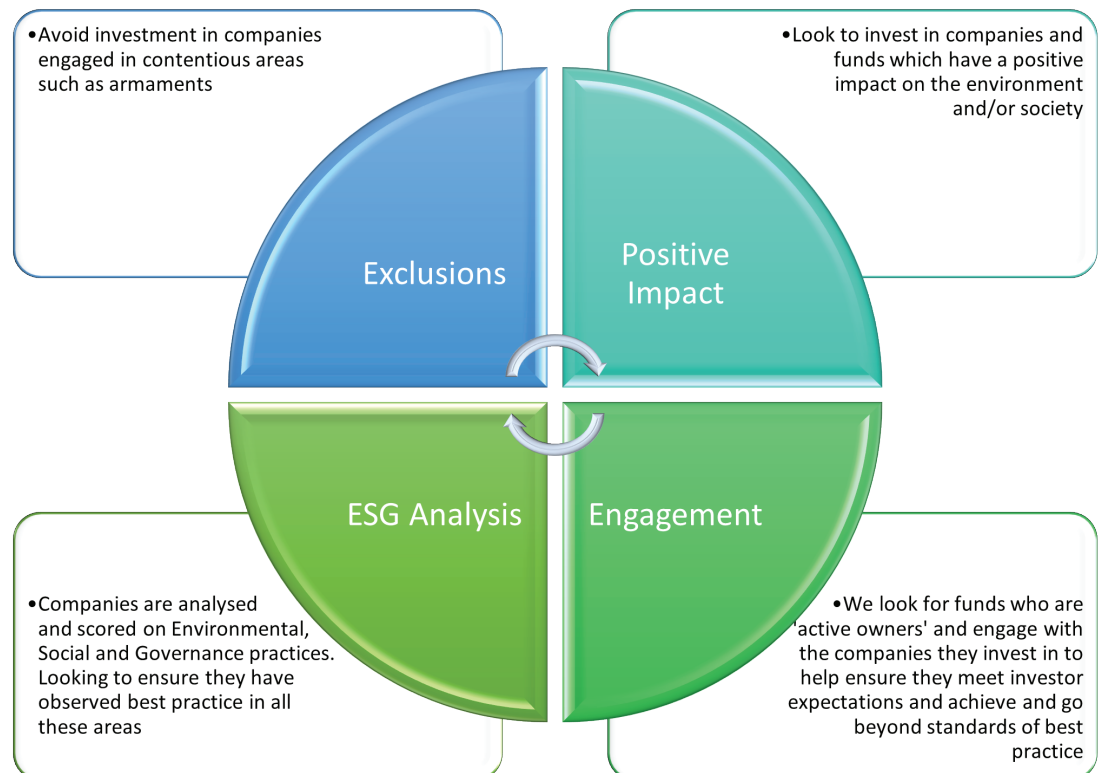 •Avoid investment in companies
engaged in contentious areas
such as armaments
•Look to invest in companies and
funds which have a positive
impact on the environment
and/or society
Exclusions
Positive
Impact
ESG Analysis
Engagement
•Companies are analysed
and scored on Environmental,
Social and Governance practices.
Looking to ensure they have
observed best practice in all
these areas
•We look for funds who are
'active owners' and engage with
the companies they invest in to
help ensure they meet investor
expectations and achieve and go
beyond standards of best
practice